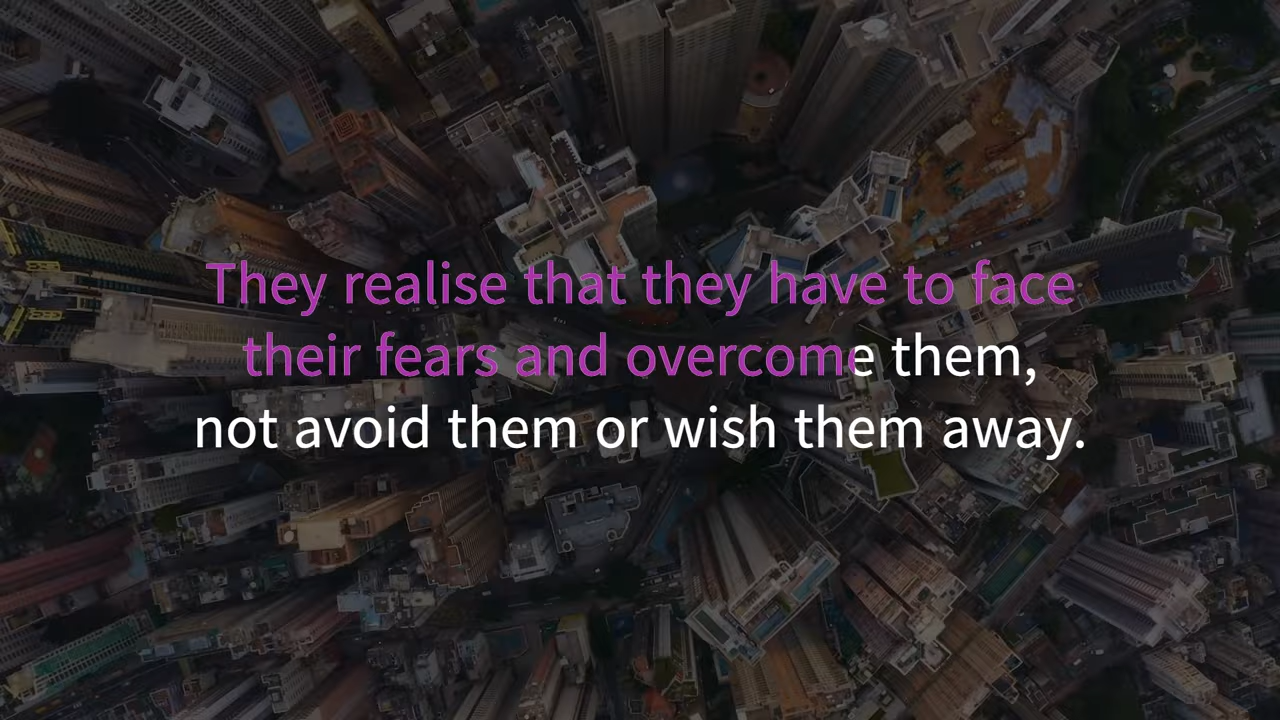 They realise that they have to face
their fears and overcome them,
not avoid them or wish them away.